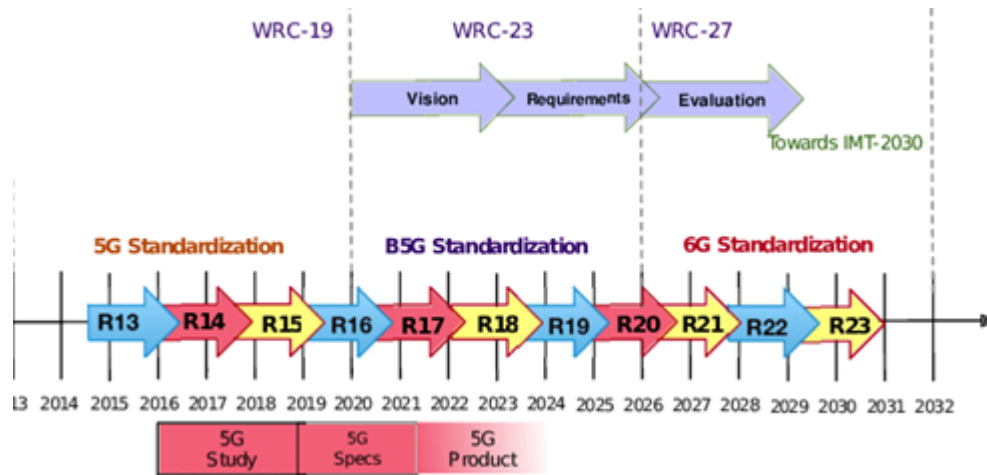 WRC-19 WRC-23 WRC-27
Vision Requirements Evaluation
Towards IMT-2030
5G Standardization B5G Standardization 6G Standardization
R13 R14 R15 R16 R17 R18 R19 R20 R21 R22 R23
13 2014 2015 2016 2017 2018 2019 2020 2021 2022 2023 2024 2025 2026 2027 2028 2029 2030 2031 2032
5G Study
5G Specs
5G Product